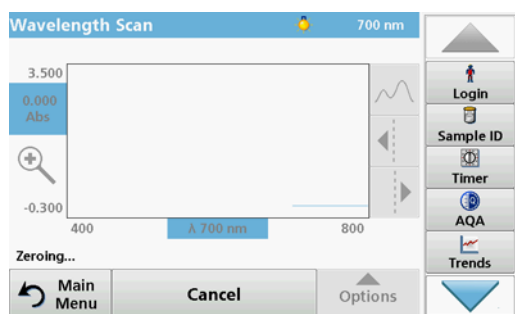 Wavelength Scan 700 nm
3.500
0.000
Abs
-0.300
400 λ 700 nm 800
Zeroing...
Main
Menu
Cancel
Options
Login
Sample ID
Timer
AQA
Trends